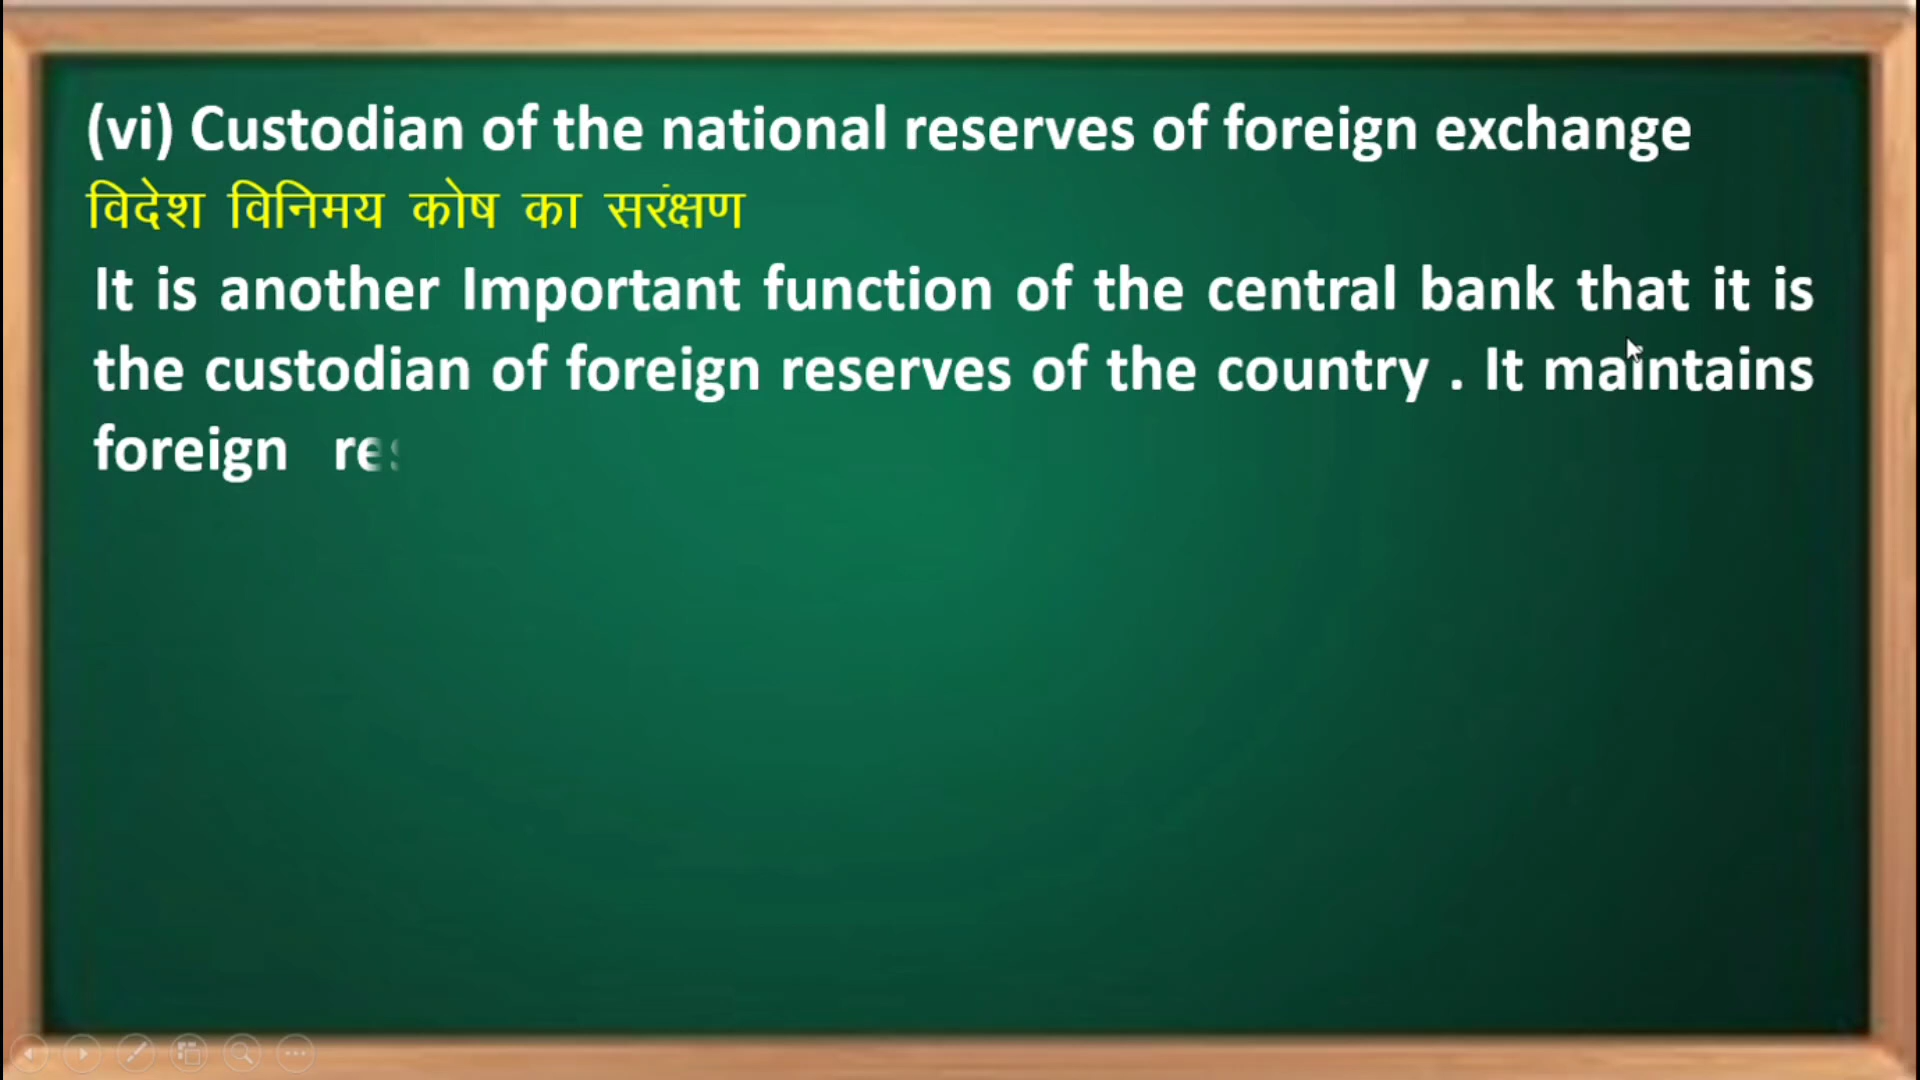 (vi) Custodian of the national reserves of foreign exchange
विदेश विनिमय कोष का सरंक्षण
It is another Important function of the central bank that it is
the custodian of foreign reserves of the country . It maintains
foreign